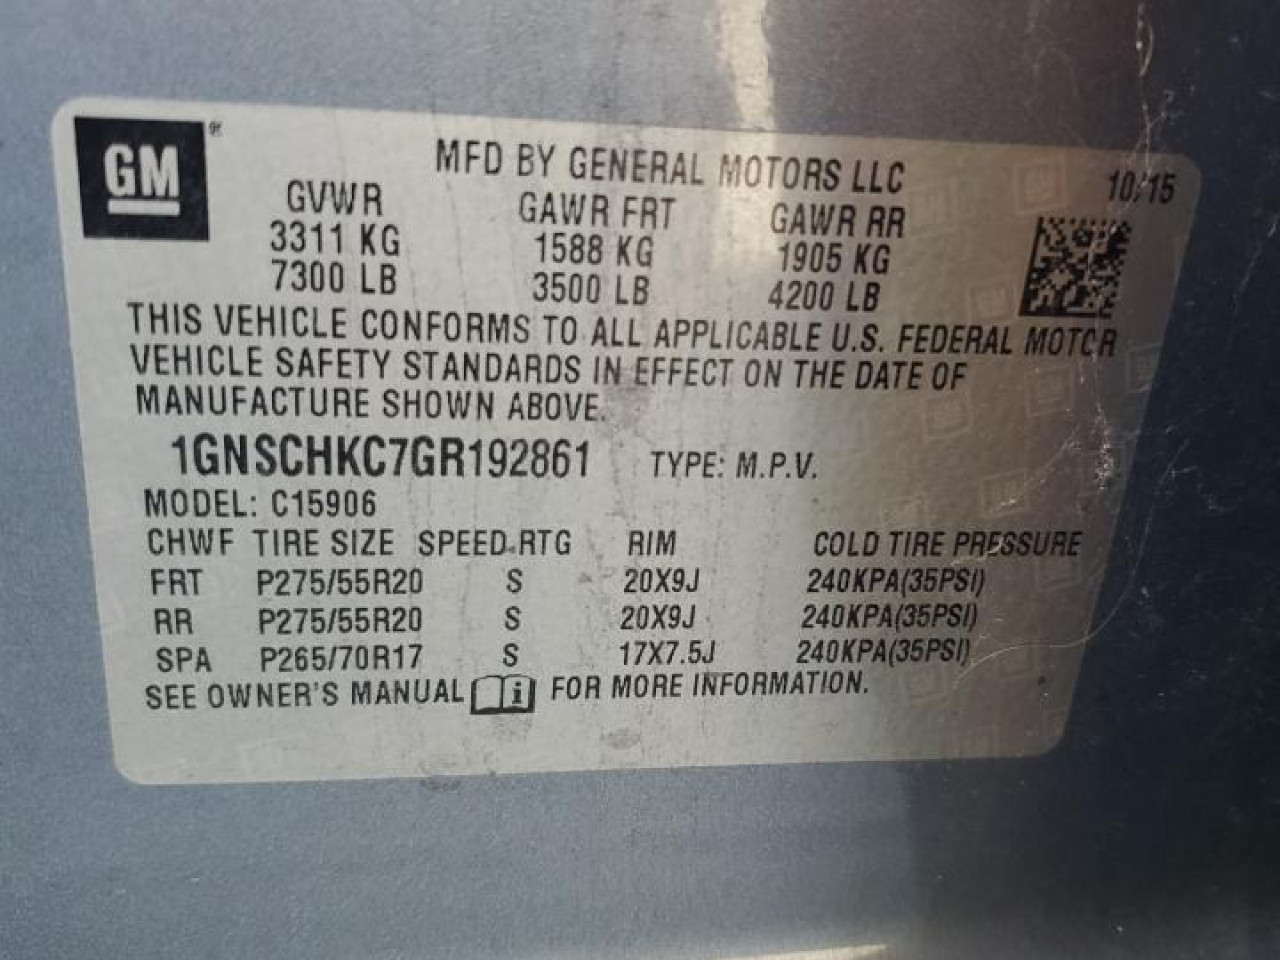 GM
MFD BY GENERAL MOTORS LLC 10/15
GVWR GAWR FRT GAWR RR
3311 KG 1588 KG 1905 KG
7300 LB 3500 LB 4200 LB
THIS VEHICLE CONFORMS TO ALL APPLICABLE U.S. FEDERAL MOTOR
VEHICLE SAFETY STANDARDS IN EFFECT ON THE DATE OF
MANUFACTURE SHOWN ABOVE.
1GNSCHKC7GR192861 TYPE: M.P.V.
MODEL: C15906
CHWF TIRE SIZE SPEED RTG RIM COLD TIRE PRESSURE
FRT P275/55R20 S 20X9J 240KPA(35PSI)
RR P275/55R20 S 20X9J 240KPA(35PSI)
SPA P265/70R17 S 17X7.5J 240KPA(35PSI)
SEE OWNER'S MANUAL i FOR MORE INFORMATION.